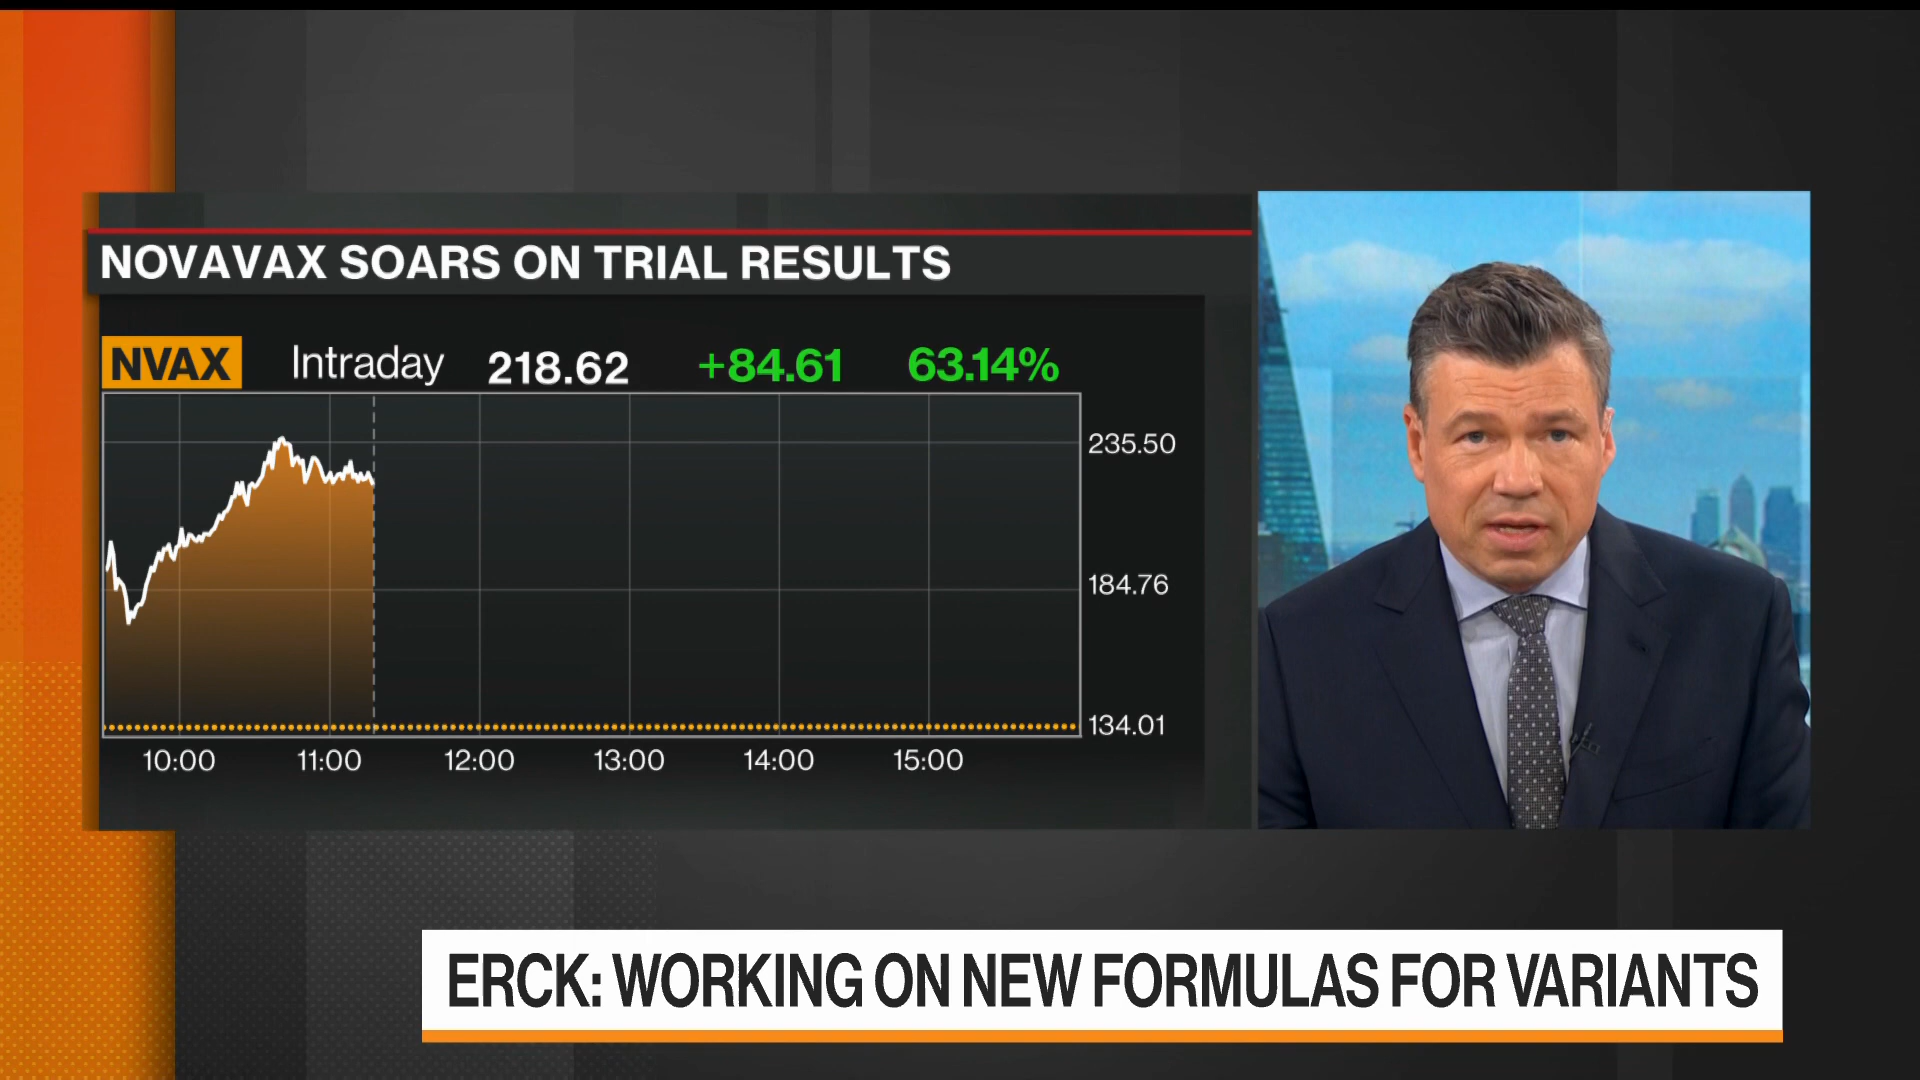 NOVAVAX SOARS ON TRIAL RESULTS
NVAX Intraday 218.62 +84.61 63.14%
235.50
184.76
134.01
10:00 11:00 12:00 13:00 14:00 15:00
ERCK: WORKING ON NEW FORMULAS FOR VARIANTS